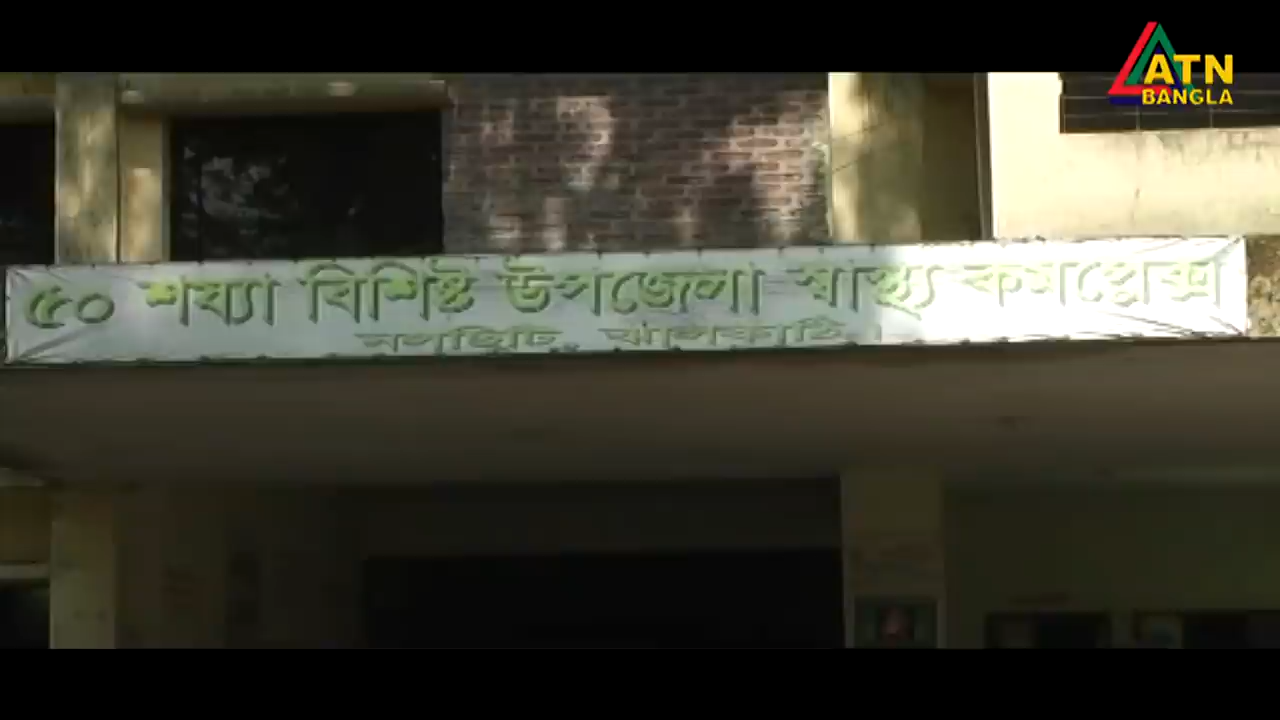 ATN
BANGLA
৫০ শয্যা বিশিষ্ট উপজেলা স্বাস্থ্য কমপ্লেক্স
নলছিটি, ঝালকাঠি।